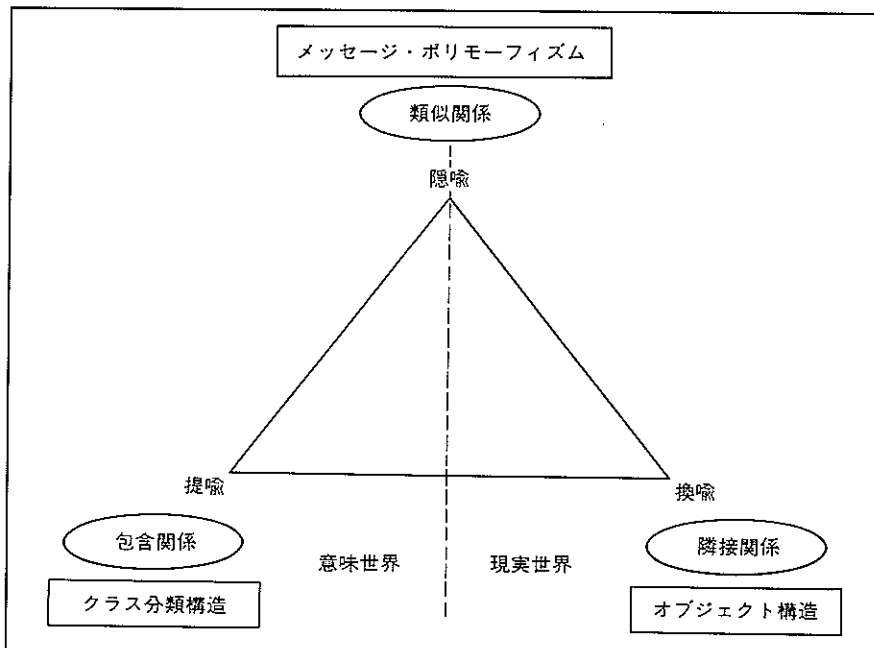 メッセージ・ポリモーフィズム
類似関係
隠喩
提喩
換喩
包含関係
意味世界
現実世界
隣接関係
クラス分類構造
オブジェクト構造